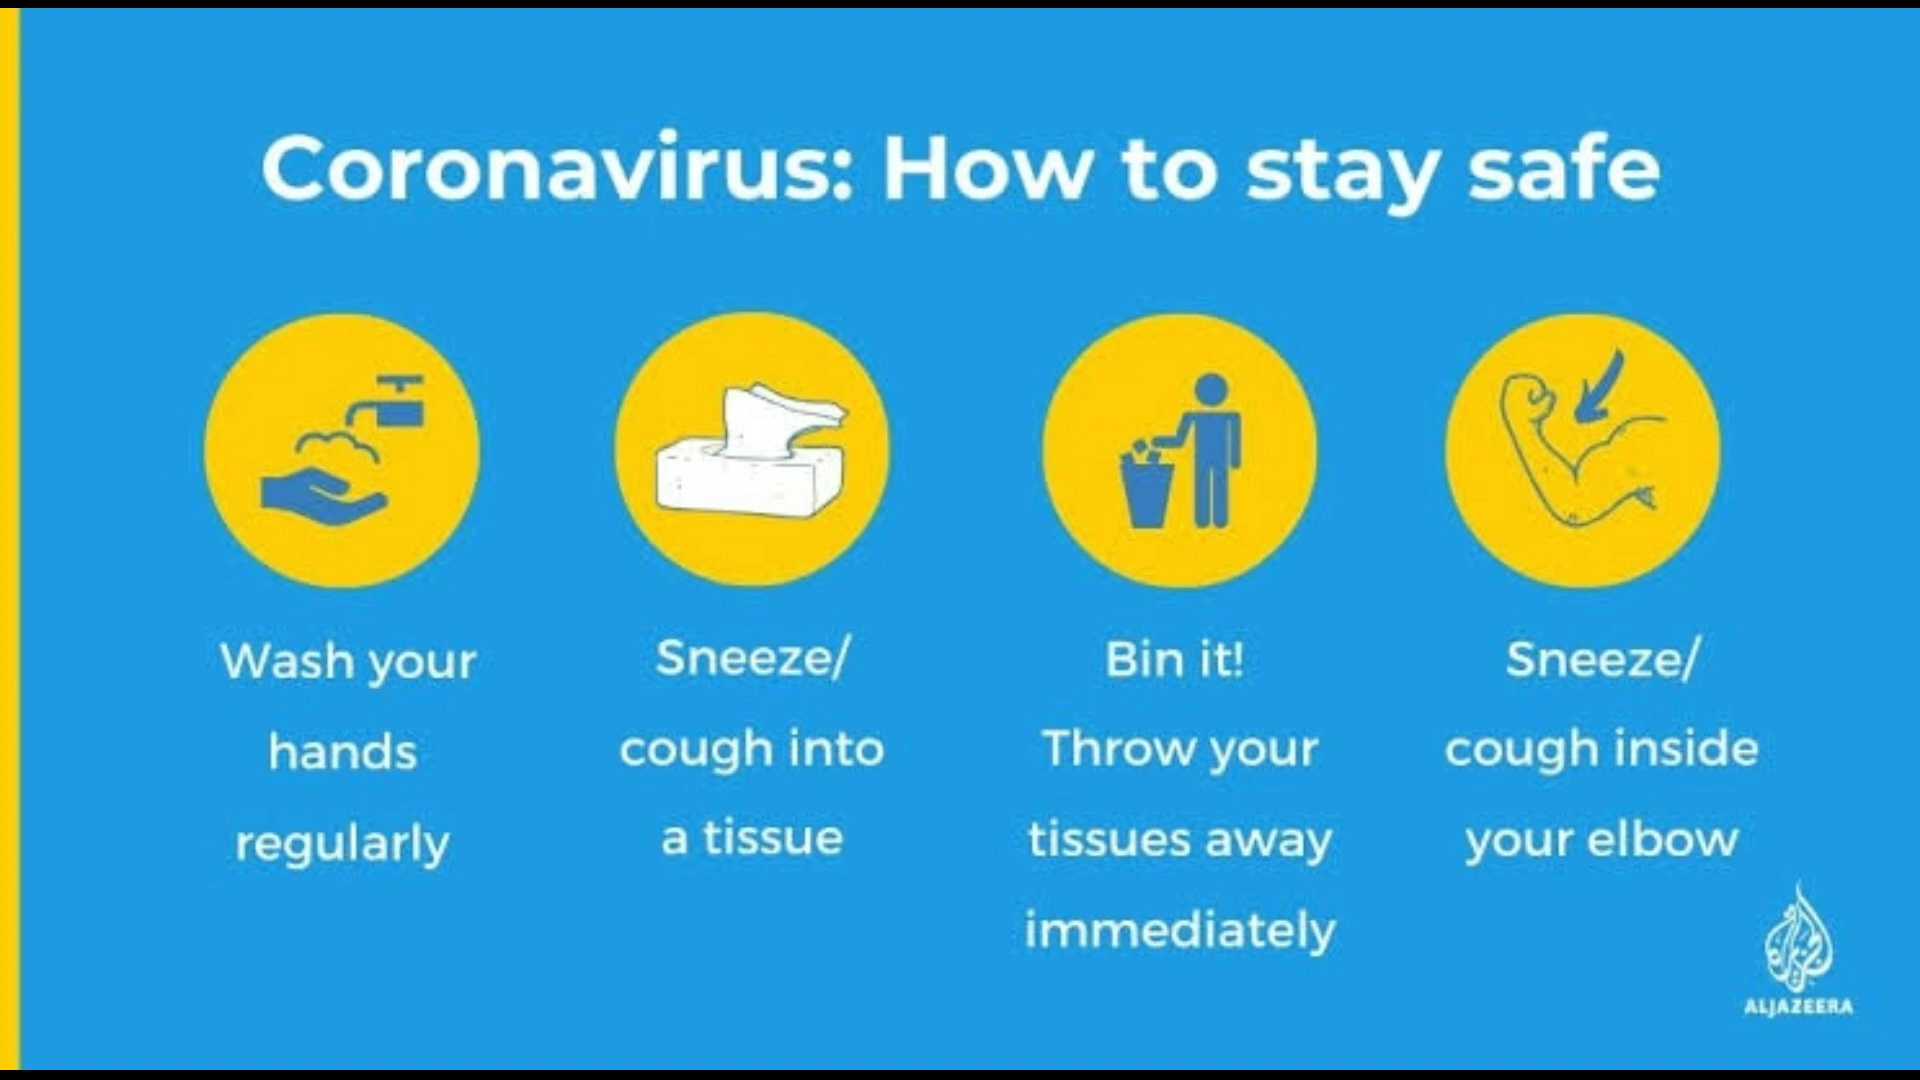 Coronavirus: How to stay safe
Wash your
hands
regularly
Sneeze/
cough into
a tissue
Bin it!
Throw your
tissues away
immediately
Sneeze/
cough inside
your elbow
ALJAZEERA